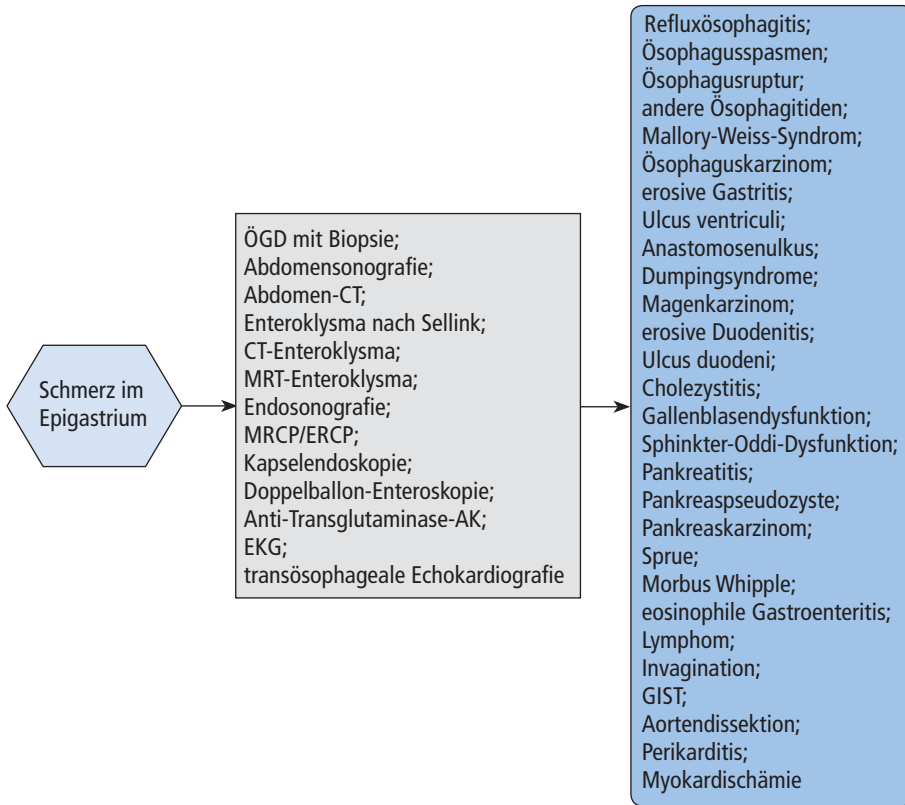 Schmerz im
Epigastrium
ÖGD mit Biopsie;
Abdomensonografie;
Abdomen-CT;
Enteroklysma nach Sellink;
CT-Enteroklysma;
MRT-Enteroklysma;
Endosonografie;
MRCP/ERCP;
Kapselendoskopie;
Doppelballon-Enteroskopie;
Anti-Transglutaminase-AK;
EKG;
transösophageale Echokardiografie
Refluxösophagitis;
Ösophagusspasmen;
Ösophagusruptur;
andere Ösophagitiden;
Mallory-Weiss-Syndrom;
Ösophaguskarzinom;
erosive Gastritis;
Ulcus ventriculi;
Anastomosenulkus;
Dumpingsyndrome;
Magenkarzinom;
erosive Duodenitis;
Ulcus duodeni;
Cholezystitis;
Gallenblasendysfunktion;
Sphinkter-Oddi-Dysfunktion;
Pankreatitis;
Pankreaspseudozyste;
Pankreaskarzinom;
Sprue;
Morbus Whipple;
eosinophile Gastroenteritis;
Lymphom;
Invagination;
GIST;
Aortendissektion;
Perikarditis;
Myokardischämie